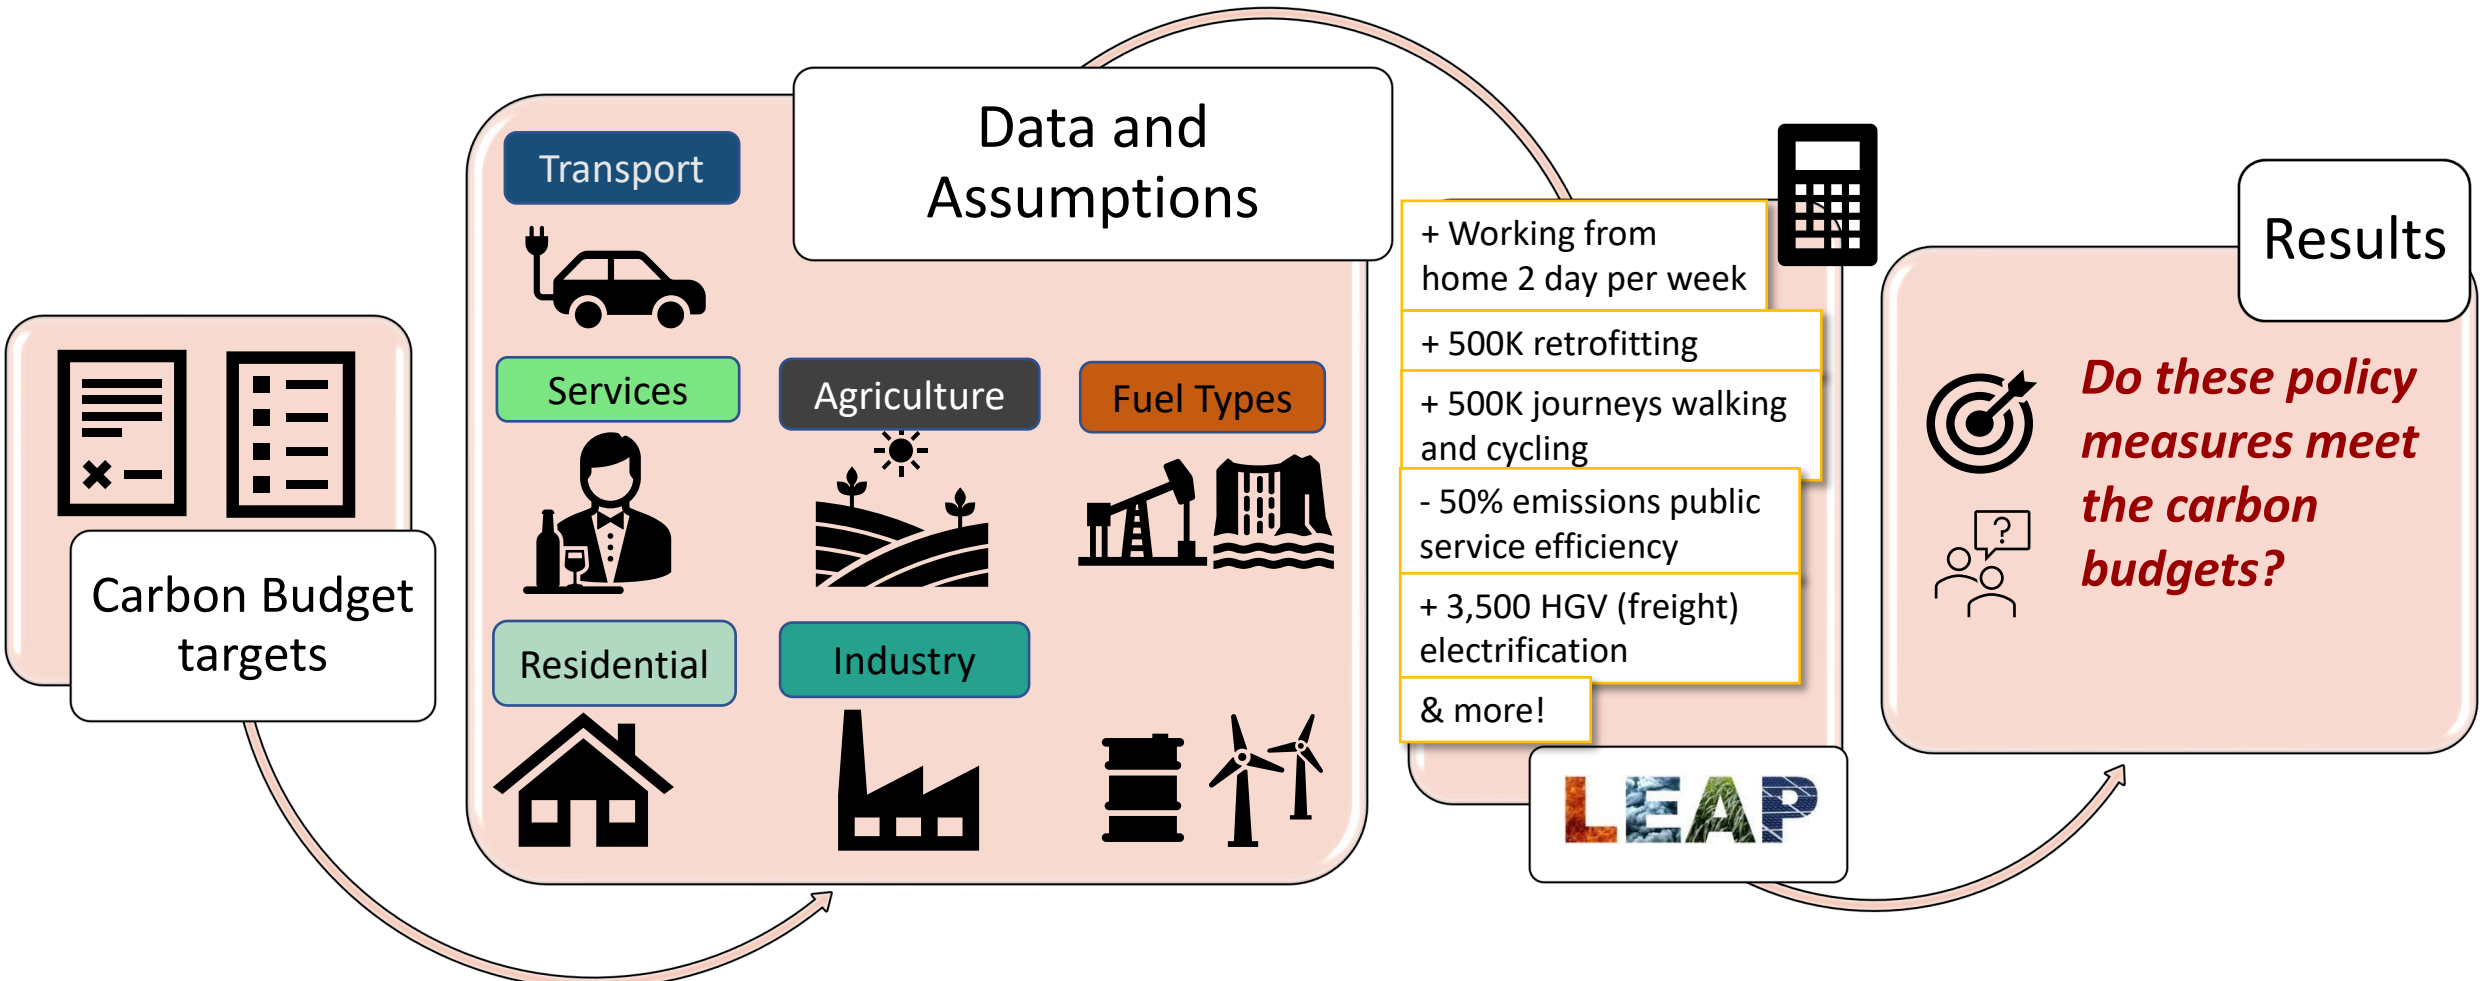 Carbon Budget
targets
Data and
Assumptions
Transport
Services
Agriculture
Fuel Types
Residential
Industry
+ Working from
home 2 day per week
+ 500K retrofitting
+ 500K journeys walking
and cycling
- 50% emissions public
service efficiency
+ 3,500 HGV (freight)
electrification
& more!
LEAP
Results
?
Do these policy
measures meet
the carbon
budgets?